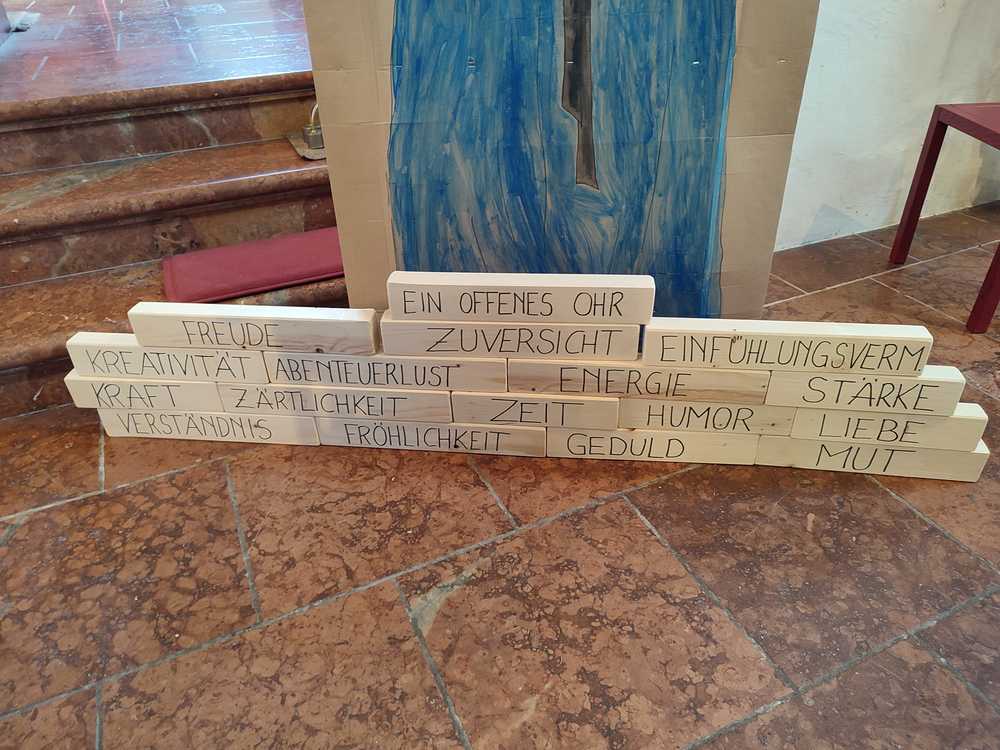 EIN OFFENES OHR
FREUDE ZUVERSICHT EINFÜHLUNGSVERM
KREATIVITÄT ABENTEUERLUST ENERGIE STÄRKE
KRAFT ZÄRTLICHKEIT ZEIT HUMOR LIEBE
VERSTÄNDNIS FRÖHLICHKEIT GEDULD MUT